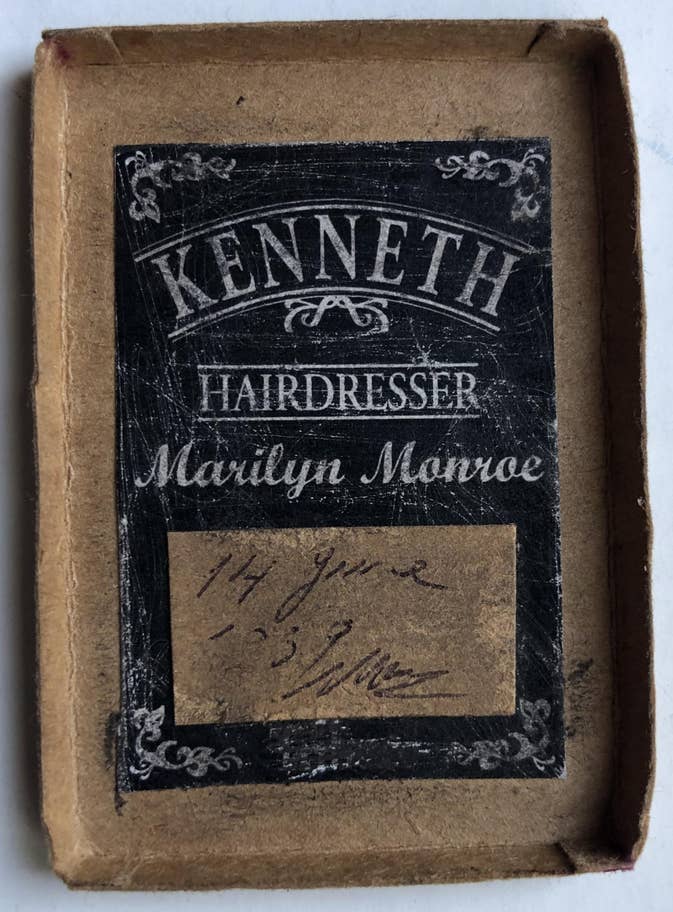 KENNETH
HAIRDRESSER
Marilyn Monroe
14 June